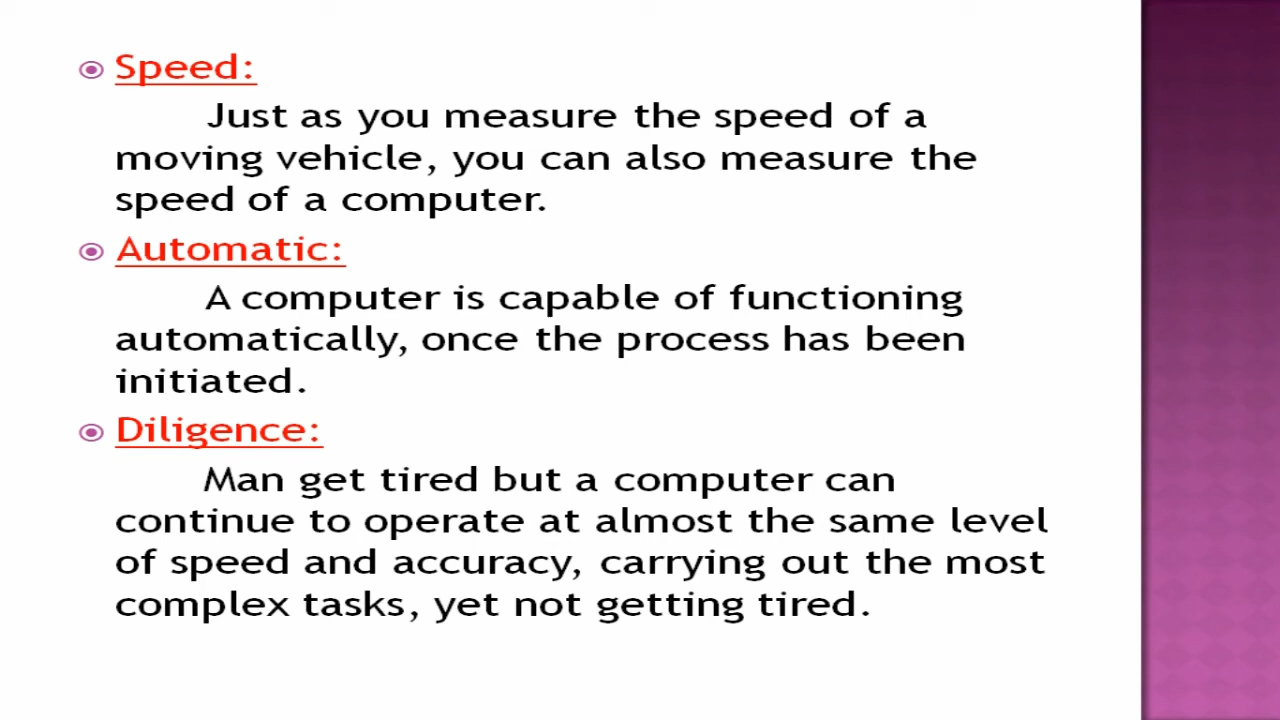 Speed:
Just as you measure the speed of a
moving vehicle, you can also measure the
speed of a computer.
Automatic:
A computer is capable of functioning
automatically, once the process has been
initiated.
Diligence:
Man get tired but a computer can
continue to operate at almost the same level
of speed and accuracy, carrying out the most
complex tasks, yet not getting tired.